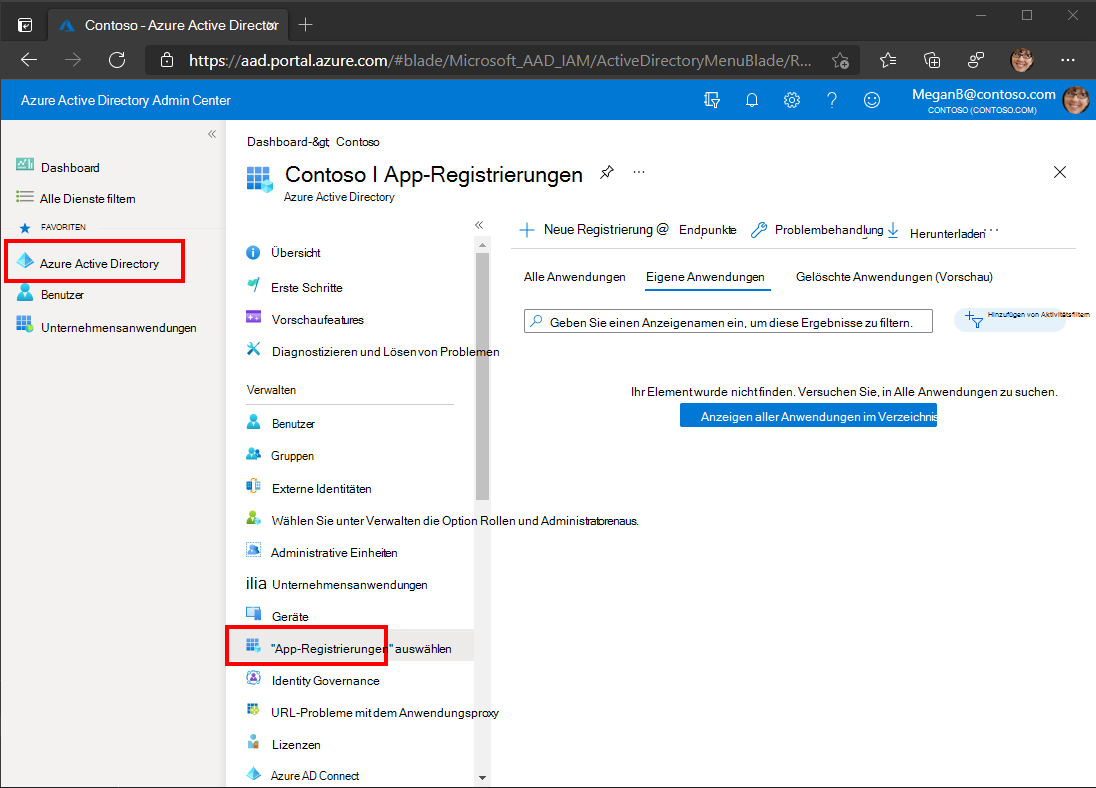 Contoso - Azure Active Director
https://aad.portal.azure.com/#blade/Microsoft_AAD_IAM/ActiveDirectoryMenuBlade/R...
Azure Active Directory Admin Center
MeganB@contoso.com
CONTOSO (CONTOSO.COM)
Dashboard
Alle Dienste filtern
FAVORITEN
Azure Active Directory
Benutzer
Unternehmensanwendungen
Dashboard-&gt; Contoso
Contoso I App-Registrierungen
Azure Active Directory
Übersicht
Erste Schritte
Vorschaufeatures
Diagnostizieren und Lösen von Problemen
Verwalten
Benutzer
Gruppen
Externe Identitäten
Wählen Sie unter Verwalten die Option Rollen und Administratoren aus.
Administrative Einheiten
ilia Unternehmensanwendungen
Geräte
"App-Registrierungen" auswählen
Identity Governance
URL-Probleme mit dem Anwendungsproxy
Lizenzen
Azure AD Connect
Neue Registrierung @ Endpunkte Problembehandlung Herunterladen
Alle Anwendungen Eigene Anwendungen Gelöschte Anwendungen (Vorschau)
Geben Sie einen Anzeigenamen ein, um diese Ergebnisse zu filtern.
Hinzufügen von Aktivitätsfiltern
Ihr Element wurde nicht finden. Versuchen Sie, in Alle Anwendungen zu suchen.
Anzeigen aller Anwendungen im Verzeichnis